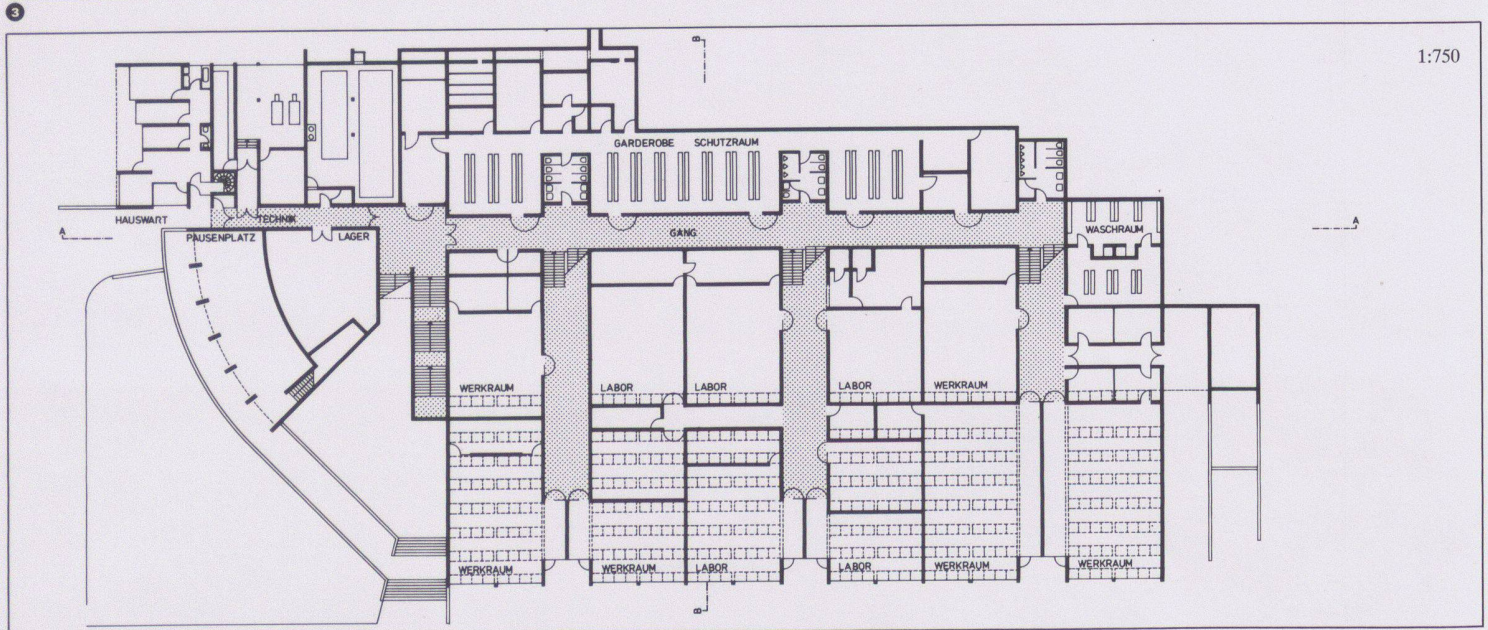 3
1:750
B
GARDEROBE SCHUTZRAUM
HAUSWART
TECHNIK
A
A
PAUSENPLATZ
LAGER
GANG
WASCHRAUM
WERKRAUM
LABOR
LABOR
LABOR
WERKRAUM
WERKRAUM
WERKRAUM
LABOR
LABOR
WERKRAUM
WERKRAUM
B